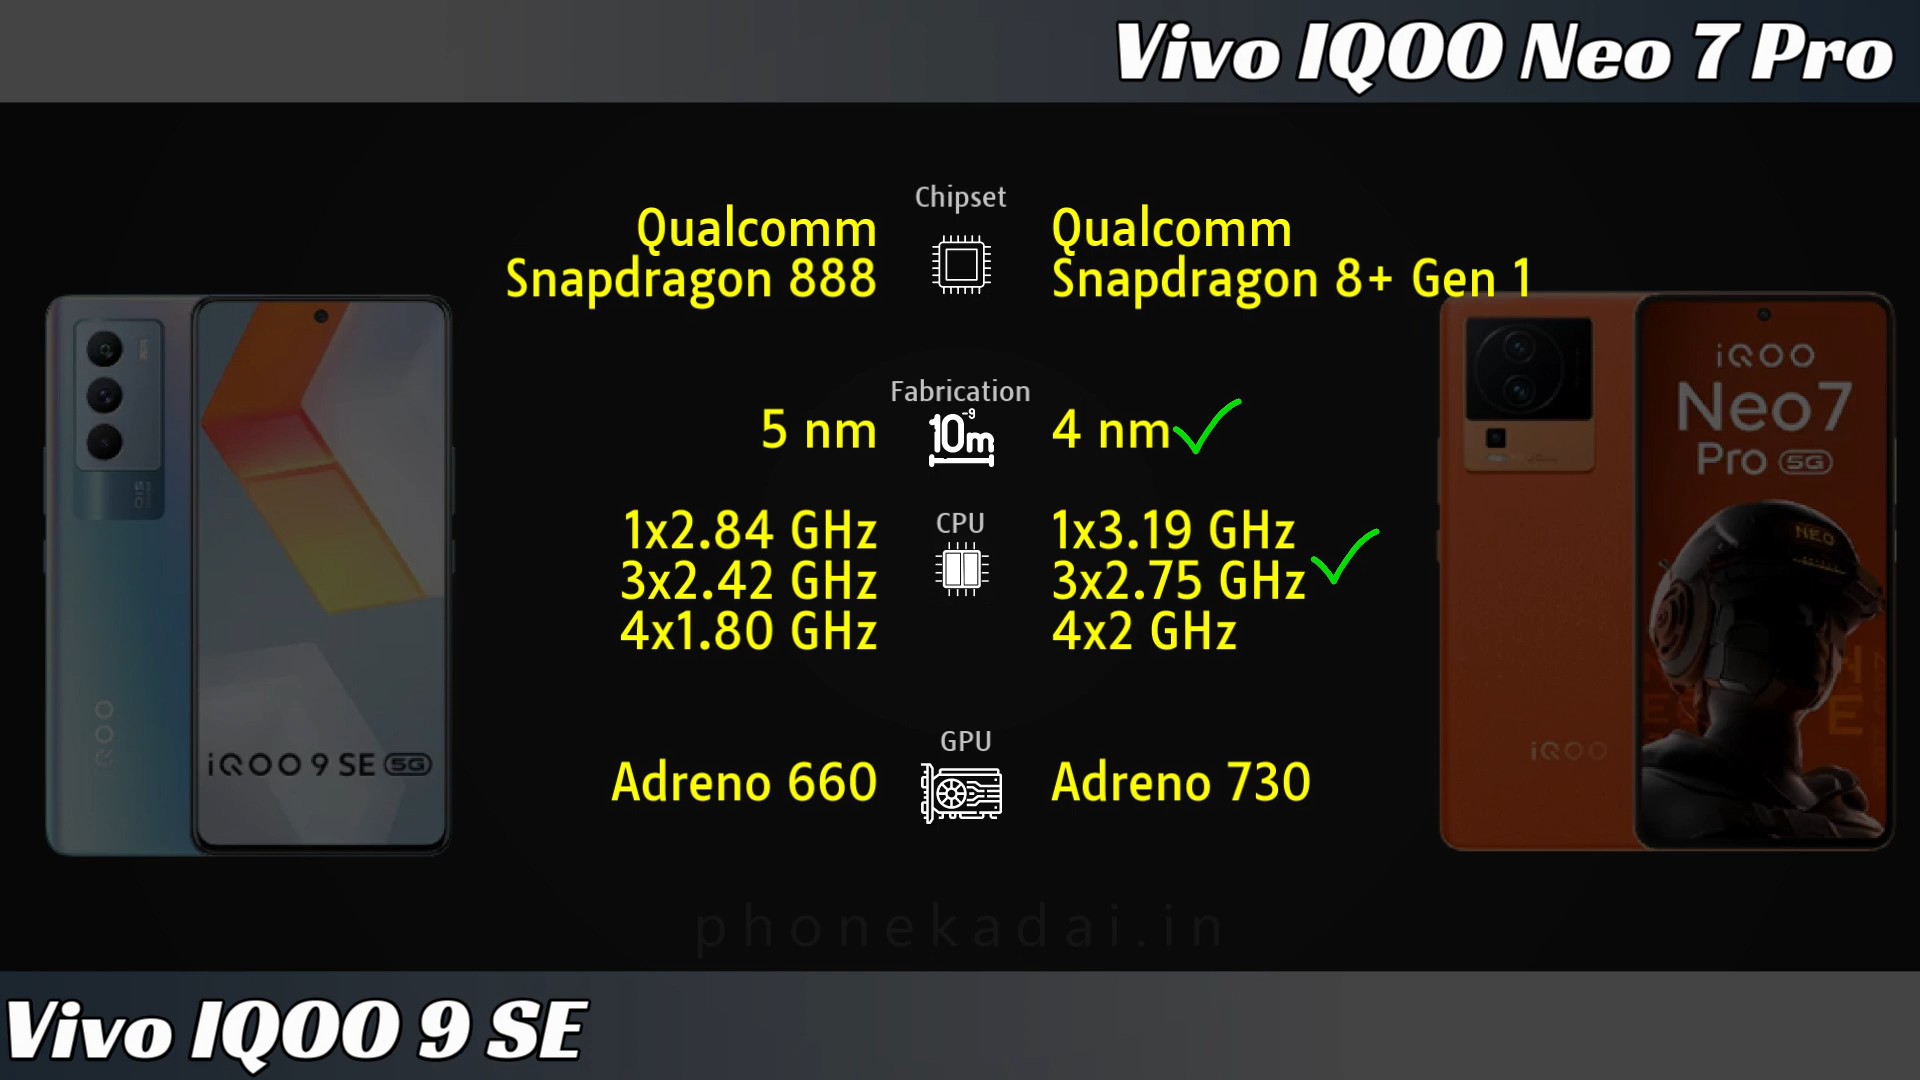 Vivo IQOO Neo 7 Pro
Chipset
Qualcomm
Snapdragon 888
Qualcomm
Snapdragon 8+ Gen 1
Fabrication
5 nm
10m
-9
4 nm
CPU
1x2.84 GHz
3x2.42 GHz
4x1.80 GHz
1x3.19 GHz
3x2.75 GHz
4x2 GHz
GPU
Adreno 660
Adreno 730
iQOO
iQOO 9 SE 5G
iQOO
Neo7
Pro 5G
NEO
iQOO
phonekadai.in
Vivo IQOO 9 SE